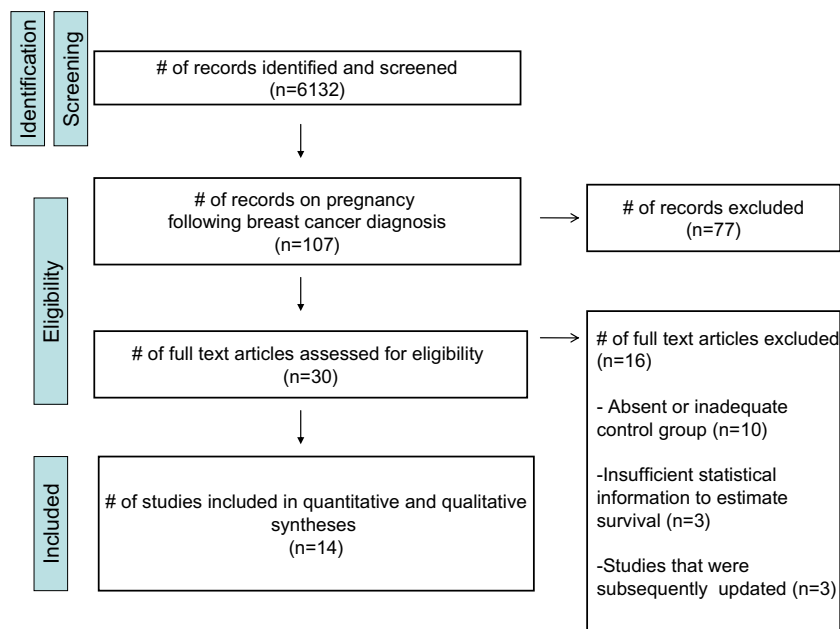 Identification
Screening
# of records identified and screened
(n=6132)
Eligibility
# of records on pregnancy
following breast cancer diagnosis
(n=107)
# of records excluded
(n=77)
# of full text articles assessed for eligibility
(n=30)
# of full text articles excluded
(n=16)
- Absent or inadequate
control group (n=10)
-Insufficient statistical
information to estimate
survival (n=3)
-Studies that were
subsequently updated (n=3)
Included
# of studies included in quantitative and qualitative
syntheses
(n=14)